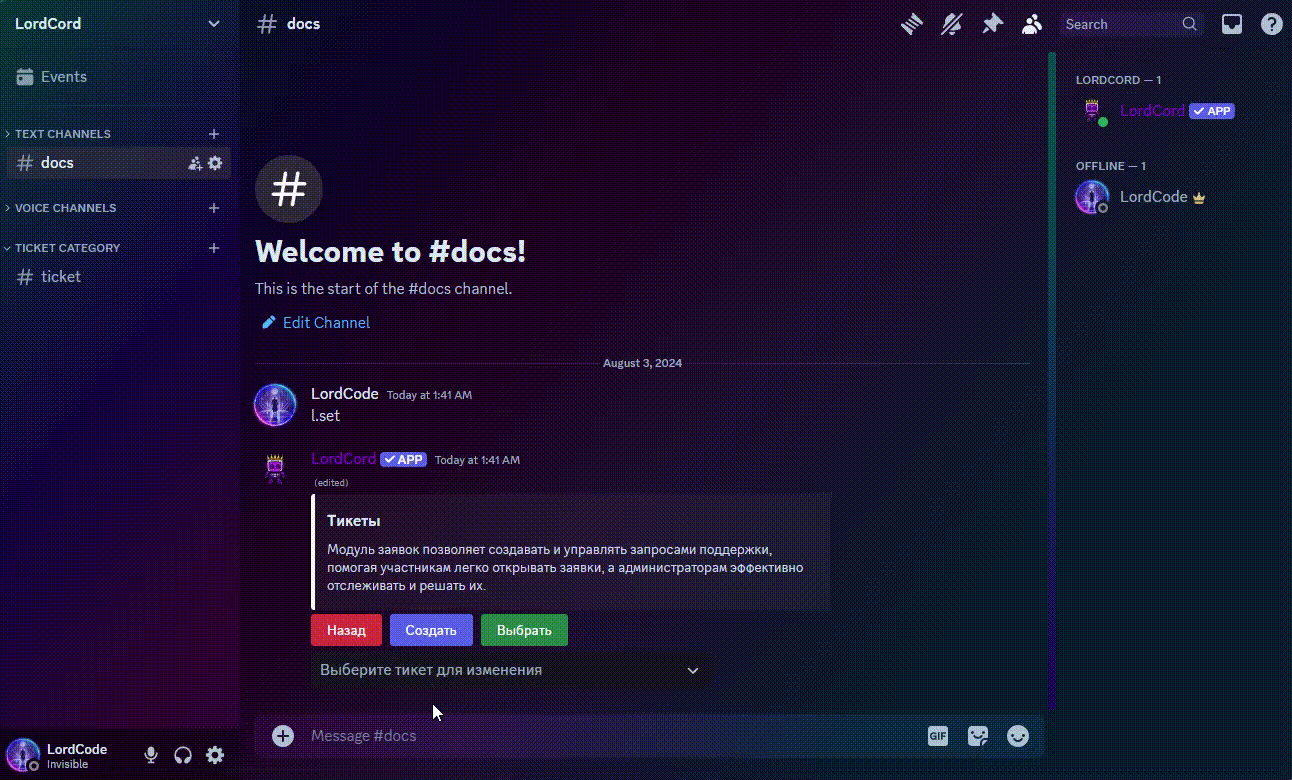 LordCord
Events
TEXT CHANNELS
docs
VOICE CHANNELS
TICKET CATEGORY
ticket
LordCode
Invisible
# docs
Search
Welcome to #docs!
This is the start of the #docs channel.
Edit Channel
August 3, 2024
LordCode Today at 1:41 AM
l.set
LordCord APP Today at 1:41 AM
(edited)
Тикеты
Модуль заявок позволяет создавать и управлять запросами поддержки,
помогая участникам легко открывать заявки, а администраторам эффективно
отслеживать и решать их.
Назад Создать Выбрать
Выберите тикет для изменения
Message #docs
GIF
LORDCORD — 1
LordCord APP
OFFLINE — 1
LordCode